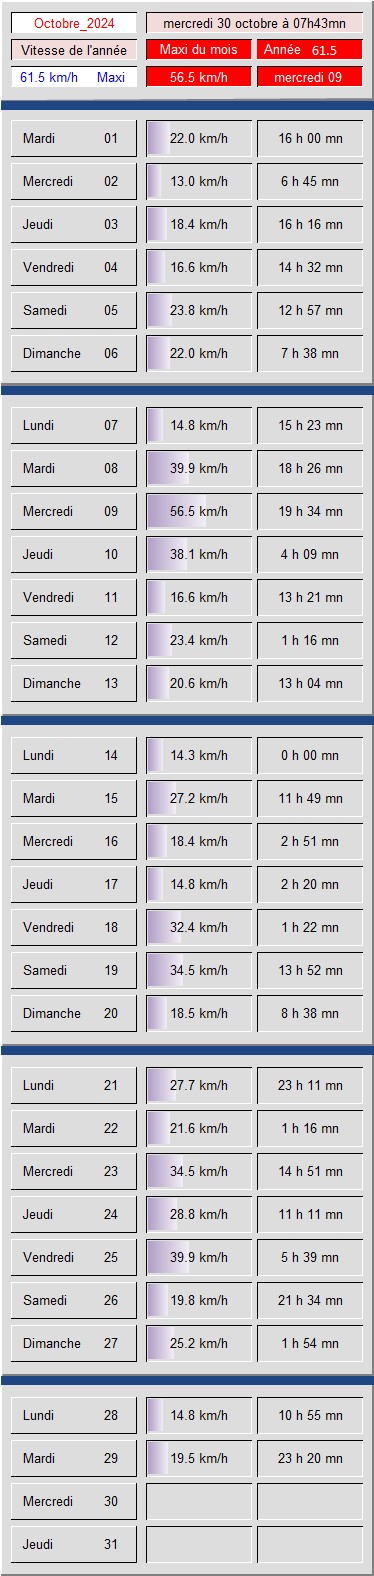 Octobre_2024 mercredi 30 octobre à 07h43mn
Vitesse de l'année Maxi du mois Année 61.5
61.5 km/h Maxi 56.5 km/h mercredi 09
Mardi 01 22.0 km/h 16 h 00 mn
Mercredi 02 13.0 km/h 6 h 45 mn
Jeudi 03 18.4 km/h 16 h 16 mn
Vendredi 04 16.6 km/h 14 h 32 mn
Samedi 05 23.8 km/h 12 h 57 mn
Dimanche 06 22.0 km/h 7 h 38 mn
Lundi 07 14.8 km/h 15 h 23 mn
Mardi 08 39.9 km/h 18 h 26 mn
Mercredi 09 56.5 km/h 19 h 34 mn
Jeudi 10 38.1 km/h 4 h 09 mn
Vendredi 11 16.6 km/h 13 h 21 mn
Samedi 12 23.4 km/h 1 h 16 mn
Dimanche 13 20.6 km/h 13 h 04 mn
Lundi 14 14.3 km/h 0 h 00 mn
Mardi 15 27.2 km/h 11 h 49 mn
Mercredi 16 18.4 km/h 2 h 51 mn
Jeudi 17 14.8 km/h 2 h 20 mn
Vendredi 18 32.4 km/h 1 h 22 mn
Samedi 19 34.5 km/h 13 h 52 mn
Dimanche 20 18.5 km/h 8 h 38 mn
Lundi 21 27.7 km/h 23 h 11 mn
Mardi 22 21.6 km/h 1 h 16 mn
Mercredi 23 34.5 km/h 14 h 51 mn
Jeudi 24 28.8 km/h 11 h 11 mn
Vendredi 25 39.9 km/h 5 h 39 mn
Samedi 26 19.8 km/h 21 h 34 mn
Dimanche 27 25.2 km/h 1 h 54 mn
Lundi 28 14.8 km/h 10 h 55 mn
Mardi 29 19.5 km/h 23 h 20 mn
Mercredi 30
Jeudi 31